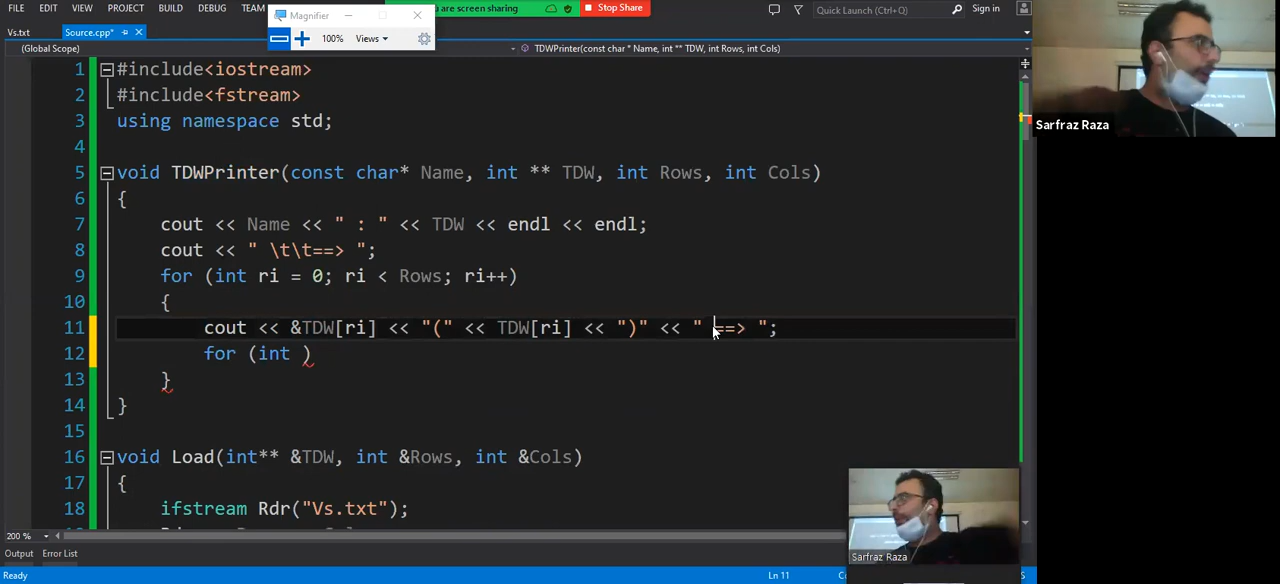 FILE EDIT VIEW PROJECT BUILD DEBUG TEAM
Magnifier
are screen sharing
Stop Share
Quick Launch (Ctrl+Q)
Sign in
Vs.txt Source.cpp*
100% Views
(Global Scope)
TDWPrinter(const char * Name, int ** TDW, int Rows, int Cols)
1 #include<iostream>
2 #include<fstream>
3 using namespace std;
4
5 void TDWPrinter(const char* Name, int ** TDW, int Rows, int Cols)
6 {
7 cout << Name << " : " << TDW << endl << endl;
8 cout << " \t\t==> ";
9 for (int ri = 0; ri < Rows; ri++)
10 {
11 cout << &TDW[ri] << "(" << TDW[ri] << ")" << " ==> ";
12 for (int )
13 }
14 }
15
16 void Load(int** &TDW, int &Rows, int &Cols)
17 {
18 ifstream Rdr("Vs.txt");
200 %
Output Error List
Ready
Ln 11
Sarfraz Raza
Sarfraz Raza